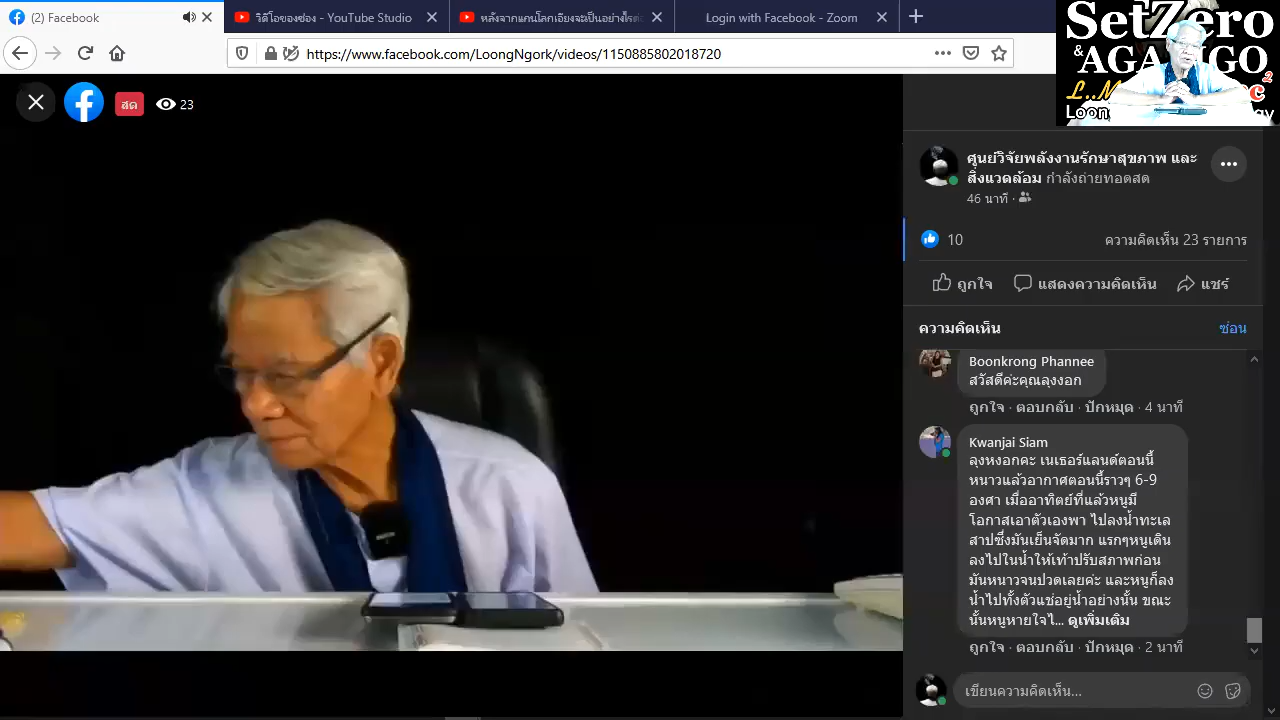 (2) Facebook
วิดีโอของช่อง - YouTube Studio
หลังจากแกนโลกเอียงจะเป็นอย่างไรต่
Login with Facebook - Zoom
https://www.facebook.com/LoongNgork/videos/1150885802018720
SetZero
&
สด
23
ศูนย์วิจัยพลังงานรักษาสุขภาพ และ
สิ่งแวดล้อม กำลังถ่ายทอดสด
46 นาที ·
10
ความคิดเห็น 23 รายการ
ถูกใจ
แสดงความคิดเห็น
แชร์
ความคิดเห็น
ซ่อน
Boonkrong Phannee
สวัสดีค่ะคุณลุงงอก
ถูกใจ · ตอบกลับ · ปักหมุด · 4 นาที
Kwanjai Siam
ลุงหงอกคะ เนเธอร์แลนด์ตอนนี้
หนาวแล้วอากาศตอนนี้ราวๆ 6-9
องศา เมื่ออาทิตย์ที่แล้วหนูมี
โอกาสเอาตัวเองพา ไปลงน้ำทะเล
สาปซึ่งมันเย็นจัดมาก แรกๆหนูเดิน
ลงไปในน้ำให้เท้าปรับสภาพก่อน
มันหนาวจนปวดเลยค่ะ และหนูก็ลง
น้ำไปทั้งตัวแช่อยู่น้ำอย่างนั้น ขณะ
นั้นหนูหายใจไ... ดูเพิ่มเติม
ถูกใจ · ตอบกลับ · ปักหมุด · 2 นาที
เขียนความคิดเห็น...